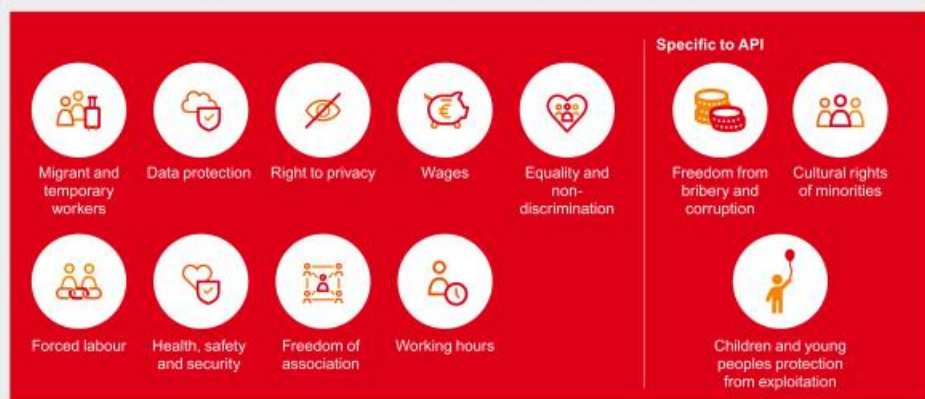 Specific to API
Migrant and
temporary
workers
Data protection
Right to privacy
€
Wages
Equality and
non-
discrimination
Freedom from
bribery and
corruption
Cultural rights
of minorities
Forced labour
Health, safety
and security
Freedom of
association
Working hours
Children and young
peoples protection
from exploitation